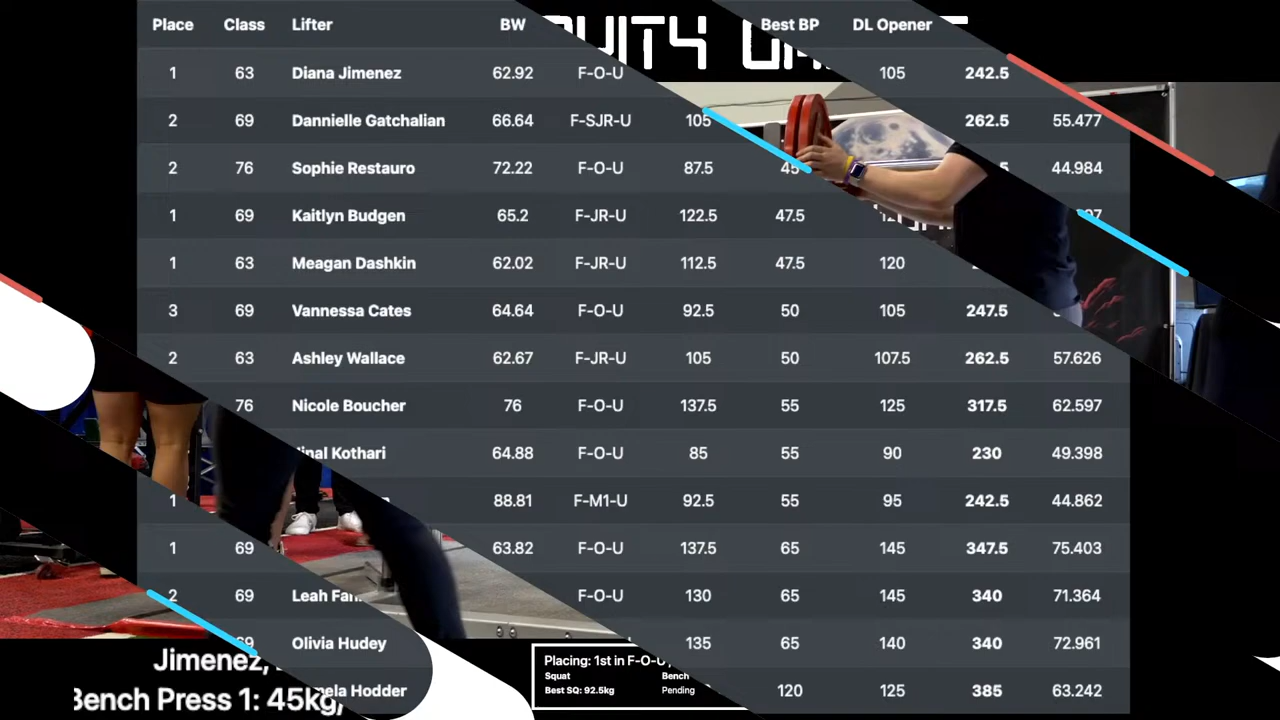 Place Class Lifter BW Best BP DL Opener
1 63 Diana Jimenez 62.92 F-O-U 105 242.5
2 69 Dannielle Gatchalian 66.64 F-SJR-U 105 262.5 55.477
2 76 Sophie Restauro 72.22 F-O-U 87.5 45 44.984
1 69 Kaitlyn Budgen 65.2 F-JR-U 122.5 47.5
1 63 Meagan Dashkin 62.02 F-JR-U 112.5 47.5 120
3 69 Vannessa Cates 64.64 F-O-U 92.5 50 105 247.5
2 63 Ashley Wallace 62.67 F-JR-U 105 50 107.5 262.5 57.626
76 Nicole Boucher 76 F-O-U 137.5 55 125 317.5 62.597
Kothari 64.88 F-O-U 85 55 90 230 49.398
1 88.81 F-M1-U 92.5 55 95 242.5 44.862
1 69 63.82 F-O-U 137.5 65 145 347.5 75.403
2 69 Leah F-O-U 130 65 145 340 71.364
69 Olivia Hudey 135 65 140 340 72.961
Hodder 120 125 385 63.242
Jimenez,
Bench Press 1: 45kg,
Placing: 1st in F-O-U,
Squat Bench
Best SQ: 92.5kg Pending